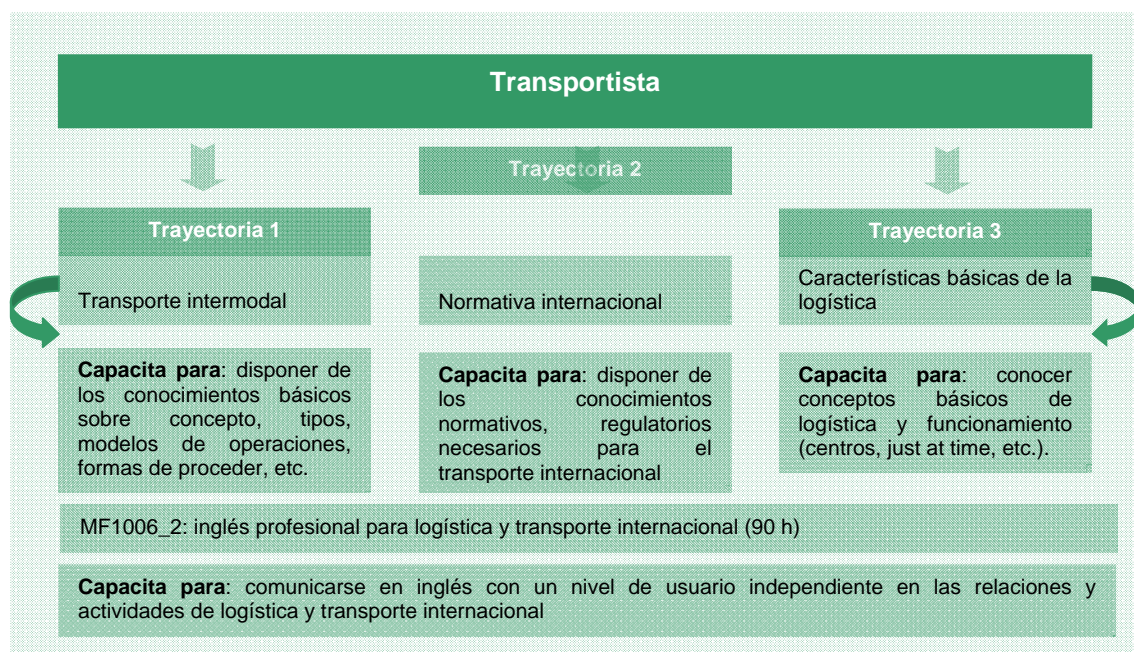 Transportista
Trayectoria 1
Transporte intermodal
Capacita para: disponer de
los conocimientos básicos
sobre concepto, tipos,
modelos de operaciones,
formas de proceder, etc.
Trayectoria 2
Normativa internacional
Capacita para: disponer de
los conocimientos
normativos, regulatorios
necesarios para el
transporte internacional
Trayectoria 3
Características básicas de la
logística
Capacita para: conocer
conceptos básicos de
logística y funcionamiento
(centros, just at time, etc.).
MF1006_2: inglés profesional para logística y transporte internacional (90 h)
Capacita para: comunicarse en inglés con un nivel de usuario independiente en las relaciones y
actividades de logística y transporte internacional